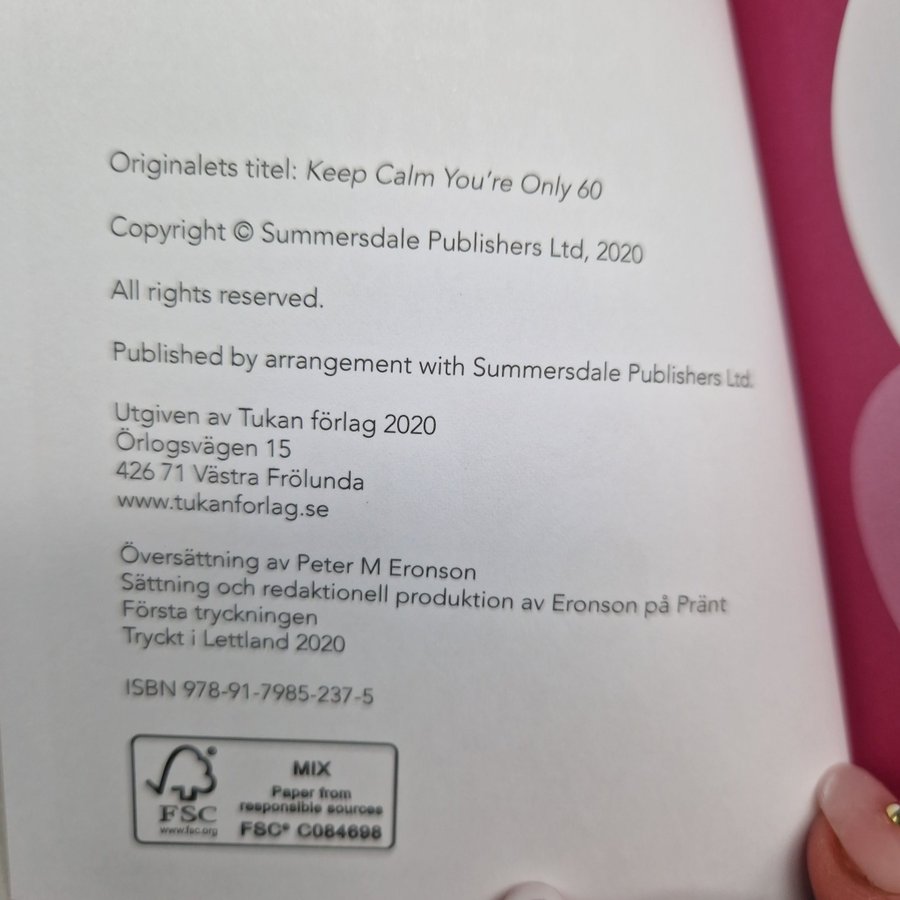 Originalets titel: Keep Calm You're Only 60
Copyright © Summersdale Publishers Ltd, 2020
All rights reserved.
Published by arrangement with Summersdale Publishers Ltd.
Utgiven av Tukan förlag 2020
Örlogsvägen 15
426 71 Västra Frölunda
www.tukanforlag.se
Översättning av Peter M Eronson
Sättning och redaktionell produktion av Eronson på Pränt
Första tryckningen
Tryckt i Lettland 2020
ISBN 978-91-7985-237-5
FSC
www.fsc.org
MIX
Paper from
responsible sources
FSC® C084698